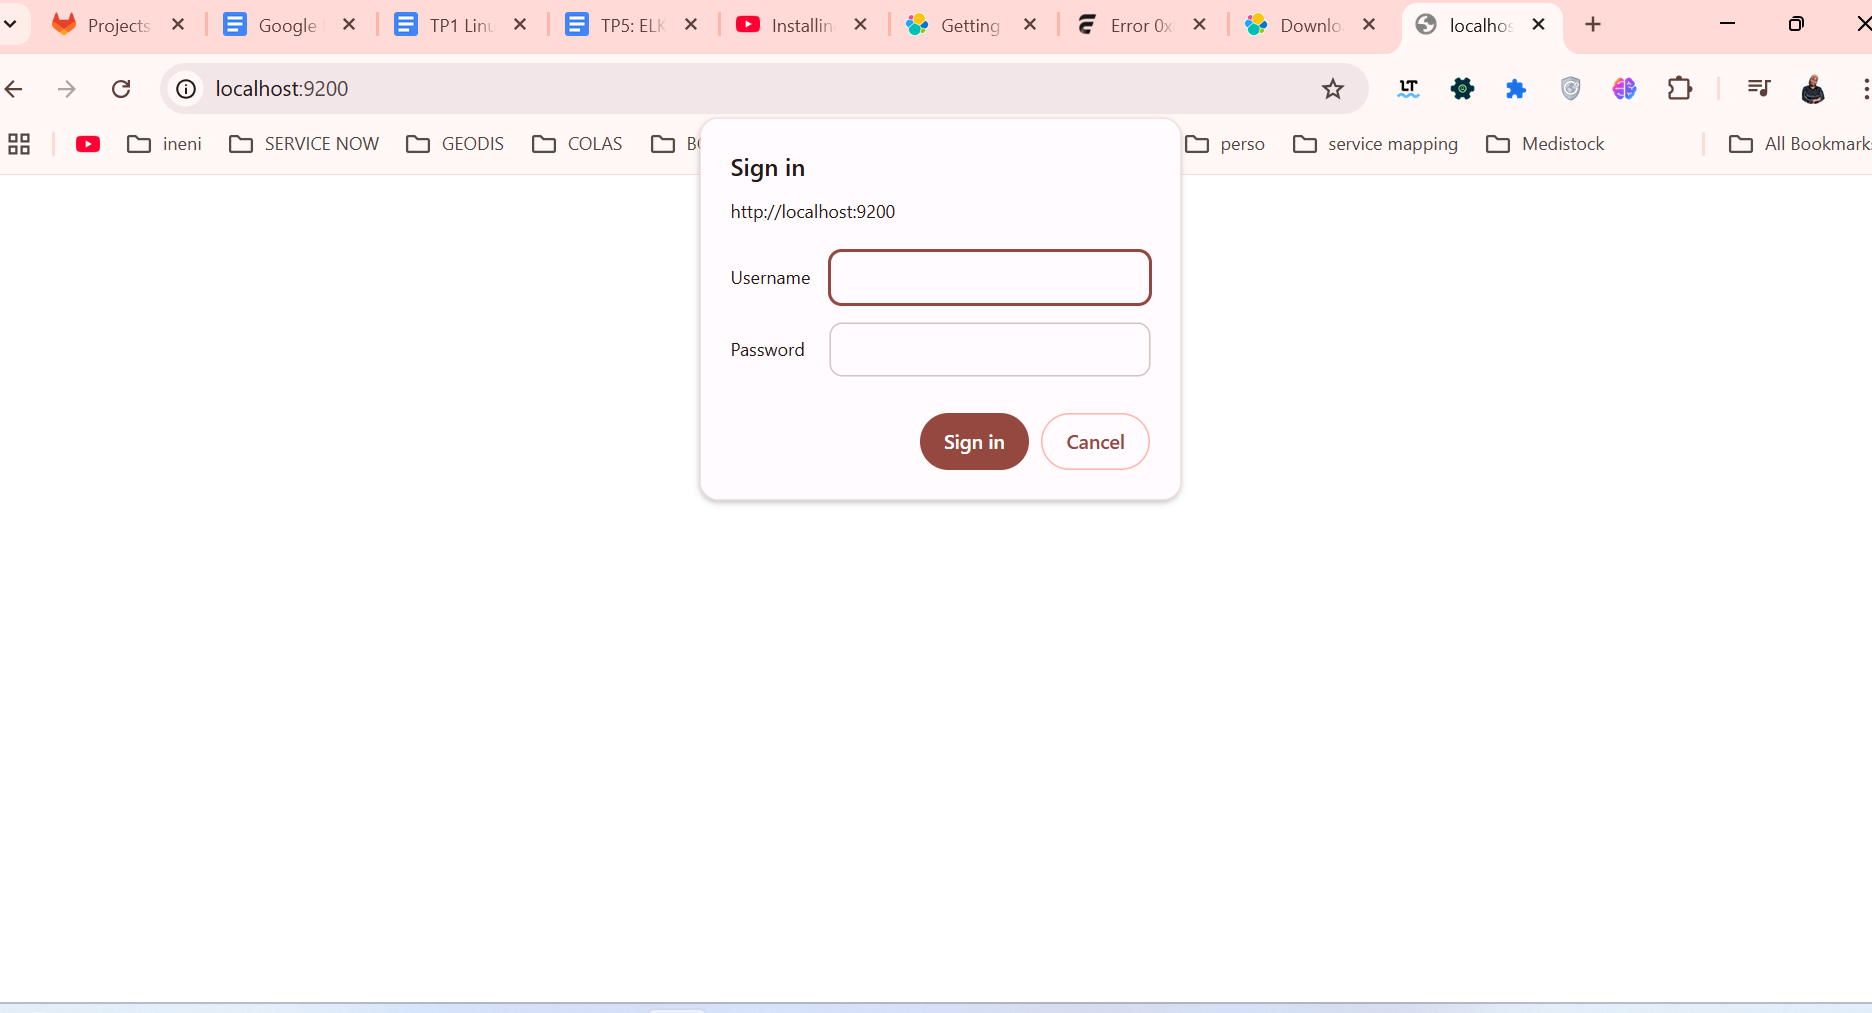 Projects
Google
TP1 Linu
TP5: ELK
Installin
Getting
Error 0x
Downlo
localhos
localhost:9200
LT
ineni
SERVICE NOW
GEODIS
COLAS
perso
service mapping
Medistock
All Bookmark
Sign in
http://localhost:9200
Username
Password
Sign in
Cancel